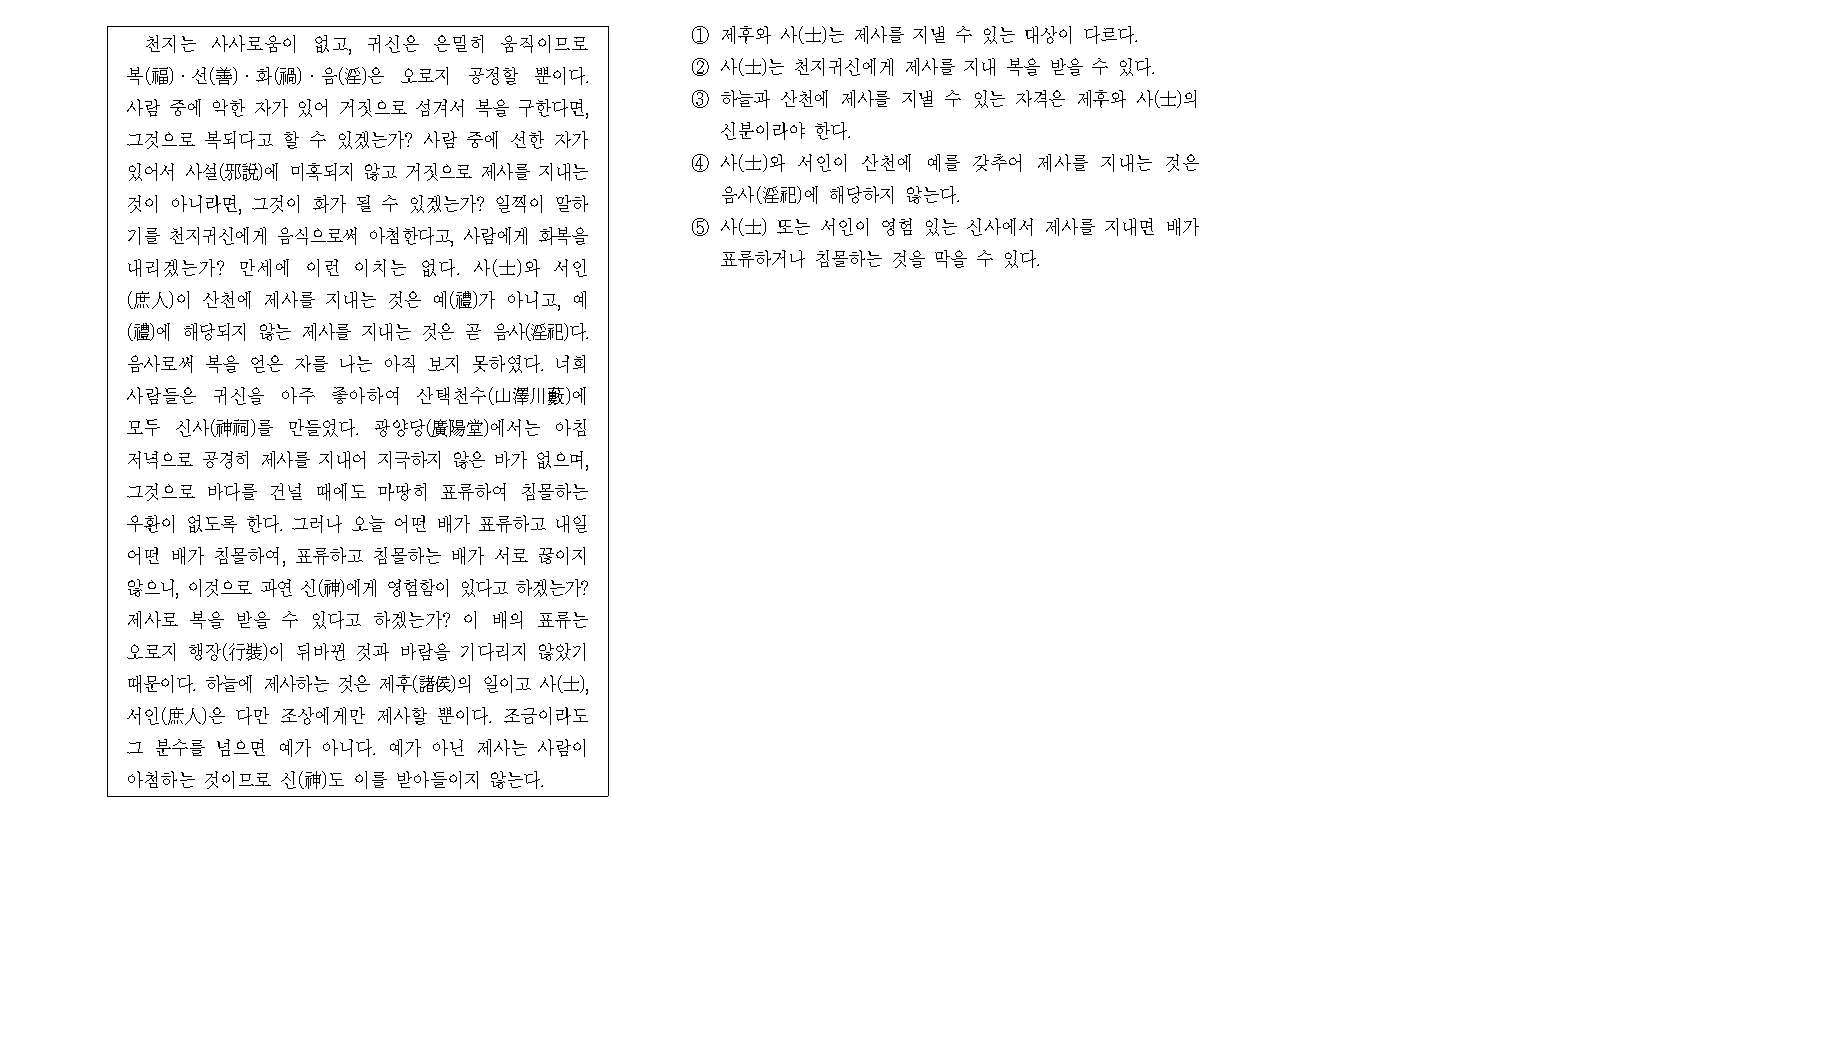 천지는 사사로움이 없고, 귀신은 은밀히 움직이므로
복(福)·선(善)·화(禍)·음(淫)은 오로지 공정할 뿐이다.
사람 중에 악한 자가 있어 거짓으로 섬겨서 복을 구한다면,
그것으로 복되다고 할 수 있겠는가? 사람 중에 선한 자가
있어서 사설(邪說)에 미혹되지 않고 거짓으로 제사를 지내는
것이 아니라면, 그것이 화가 될 수 있겠는가? 일찍이 말하
기를 천지귀신에게 음식으로써 아첨한다고, 사람에게 화복을
내리겠는가? 만세에 이런 이치는 없다. 사(士)와 서인
(庶人)이 산천에 제사를 지내는 것은 예(禮)가 아니고, 예
(禮)에 해당되지 않는 제사를 지내는 것은 곧 음사(淫祀)다.
음사로써 복을 얻은 자를 나는 아직 보지 못하였다. 너희
사람들은 귀신을 아주 좋아하여 산택천수(山澤川藪)에
모두 신사(神祠)를 만들었다. 광양당(廣陽堂)에서는 아침
저녁으로 공경히 제사를 지내어 지극하지 않은 바가 없으며,
그것으로 바다를 건널 때에도 마땅히 표류하여 침몰하는
우환이 없도록 한다. 그러나 오늘 어떤 배가 표류하고 내일
어떤 배가 침몰하여, 표류하고 침몰하는 배가 서로 끊이지
않으니, 이것으로 과연 신(神)에게 영험함이 있다고 하겠는가?
제사로 복을 받을 수 있다고 하겠는가? 이 배의 표류는
오로지 행장(行裝)이 뒤바뀐 것과 바람을 기다리지 않았기
때문이다. 하늘에 제사하는 것은 제후(諸侯)의 일이고 사(士),
서인(庶人)은 다만 조상에게만 제사할 뿐이다. 조금이라도
그 분수를 넘으면 예가 아니다. 예가 아닌 제사는 사람이
아첨하는 것이므로 신(神)도 이를 받아들이지 않는다.
① 제후와 사(士)는 제사를 지낼 수 있는 대상이 다르다.
② 사(士)는 천지귀신에게 제사를 지내 복을 받을 수 있다.
③ 하늘과 산천에 제사를 지낼 수 있는 자격은 제후와 사(士)의
신분이라야 한다.
④ 사(士)와 서인이 산천에 예를 갖추어 제사를 지내는 것은
음사(淫祀)에 해당하지 않는다.
⑤ 사(士) 또는 서인이 영험 있는 신사에서 제사를 지내면 배가
표류하거나 침몰하는 것을 막을 수 있다.